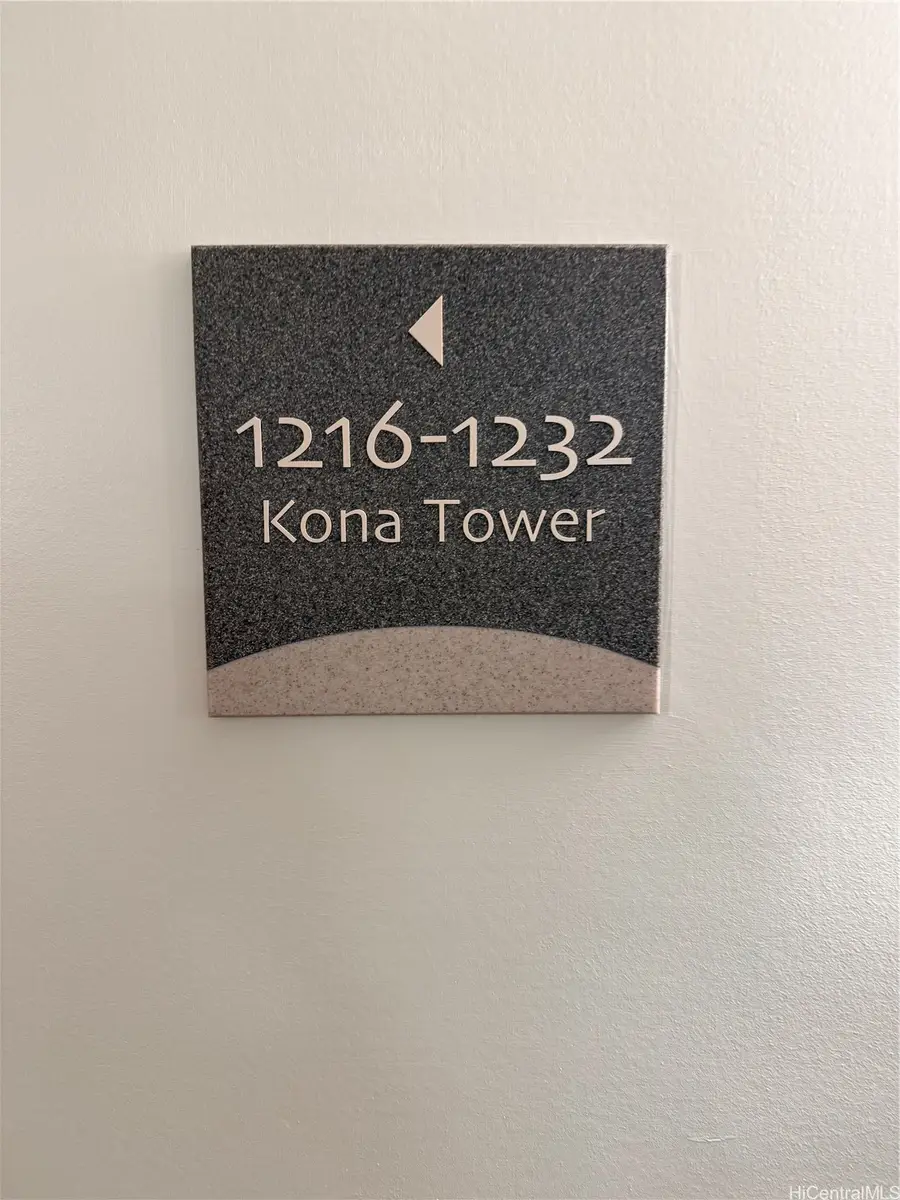 1216-1232
Kona Tower
HiCentralMLS